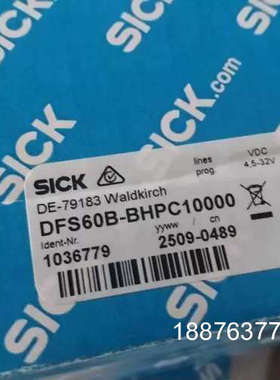 SICK
SICK
SICK.com
SICK
lines
prog.
VDC
4,5-32V
DE-79183 Waldkirch
DFS60B-BHPC10000
yyww / cn
Ident-Nr.
1036779
2509-0489
18876377